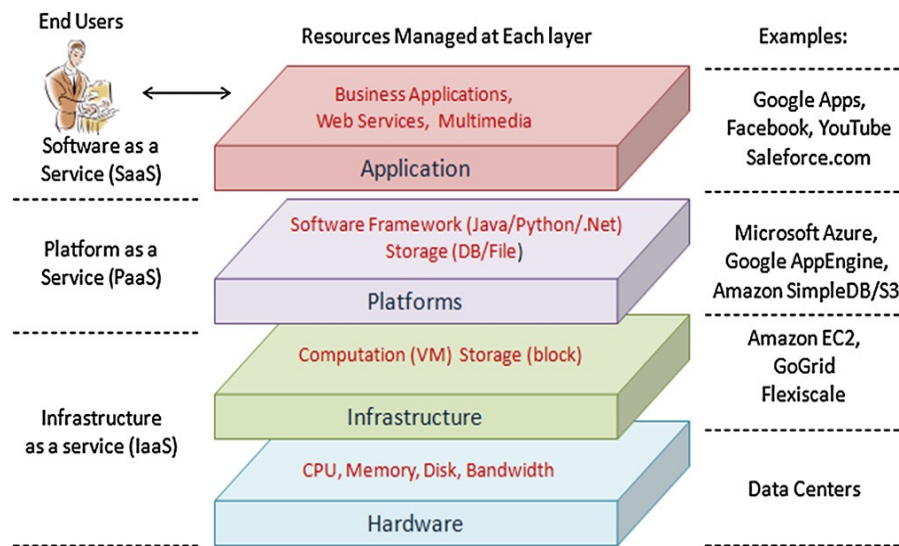 End Users
Resources Managed at Each layer
Examples:
Business Applications,
Web Services, Multimedia
Application
Software as a
Service (SaaS)
Google Apps,
Facebook, YouTube
Saleforce.com
Software Framework (Java/Python/.Net)
Storage (DB/File)
Platforms
Platform as a
Service (PaaS)
Microsoft Azure,
Google AppEngine,
Amazon SimpleDB/S3
Computation (VM) Storage (block)
Infrastructure
Amazon EC2,
GoGrid
Flexiscale
Infrastructure
as a service (IaaS)
CPU, Memory, Disk, Bandwidth
Hardware
Data Centers